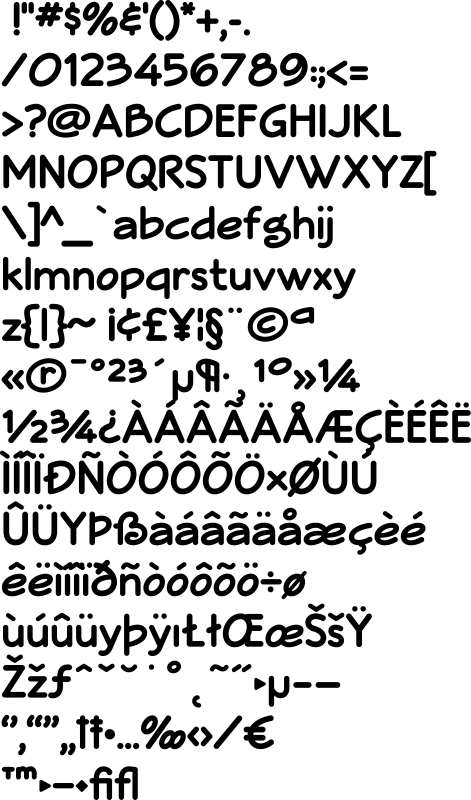 !"#$%&'()*+,-.
/0123456789:;<=
>?@ABCDEFGHIJKL
MNOPQRSTUVWXYZ[
\]^_`abcdefghij
klmnopqrstuvwxy
z{|}~ ¡¢£¥¦§¨©ª
«®¯°²³´µ¶·¸¹º»¼
½¾¿ÀÁÂÃÄÅÆÇÈÉÊË
ÌÍÎÏÐÑÒÓÔÕÖ×ØÙÚ
ÛÜÝÞßàáâãäåæçèé
êëìíîïðñòóôõö÷ø
ùúûüýþÿıŁłŒœŠšŸ
Žžƒˆˇ˘˙˚˛˜˝‣μ–—
‘’‚“”„†‡•…‰‹›⁄€
™‣−⬥ﬁﬂ